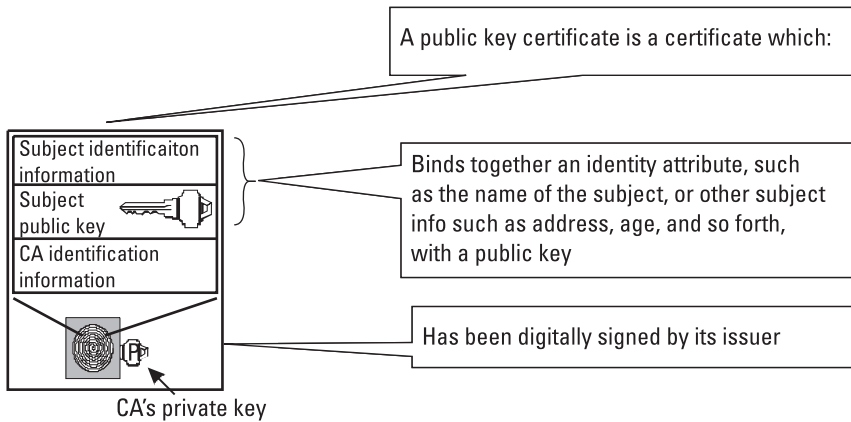 A public key certificate is a certificate which:
Subject identificaiton
information
Subject
public key
CA identification
information
Binds together an identity attribute, such
as the name of the subject, or other subject
info such as address, age, and so forth,
with a public key
Has been digitally signed by its issuer
P
CA's private key